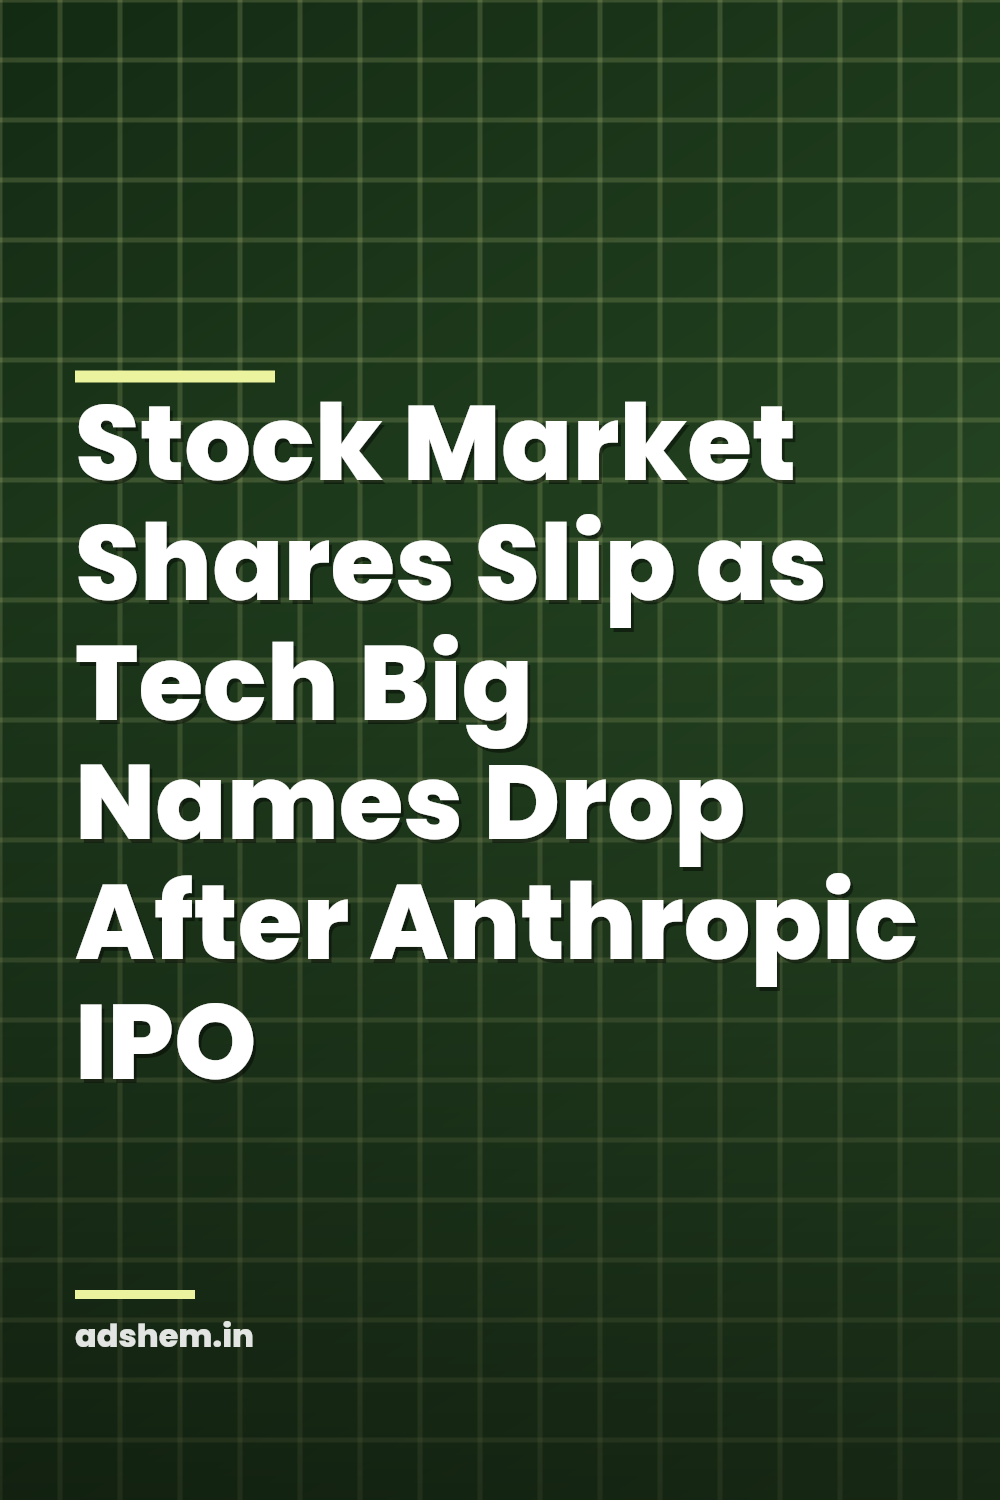 Stock Market
Shares Slip as
Tech Big
Names Drop
After Anthropic
IPO
adshem.in